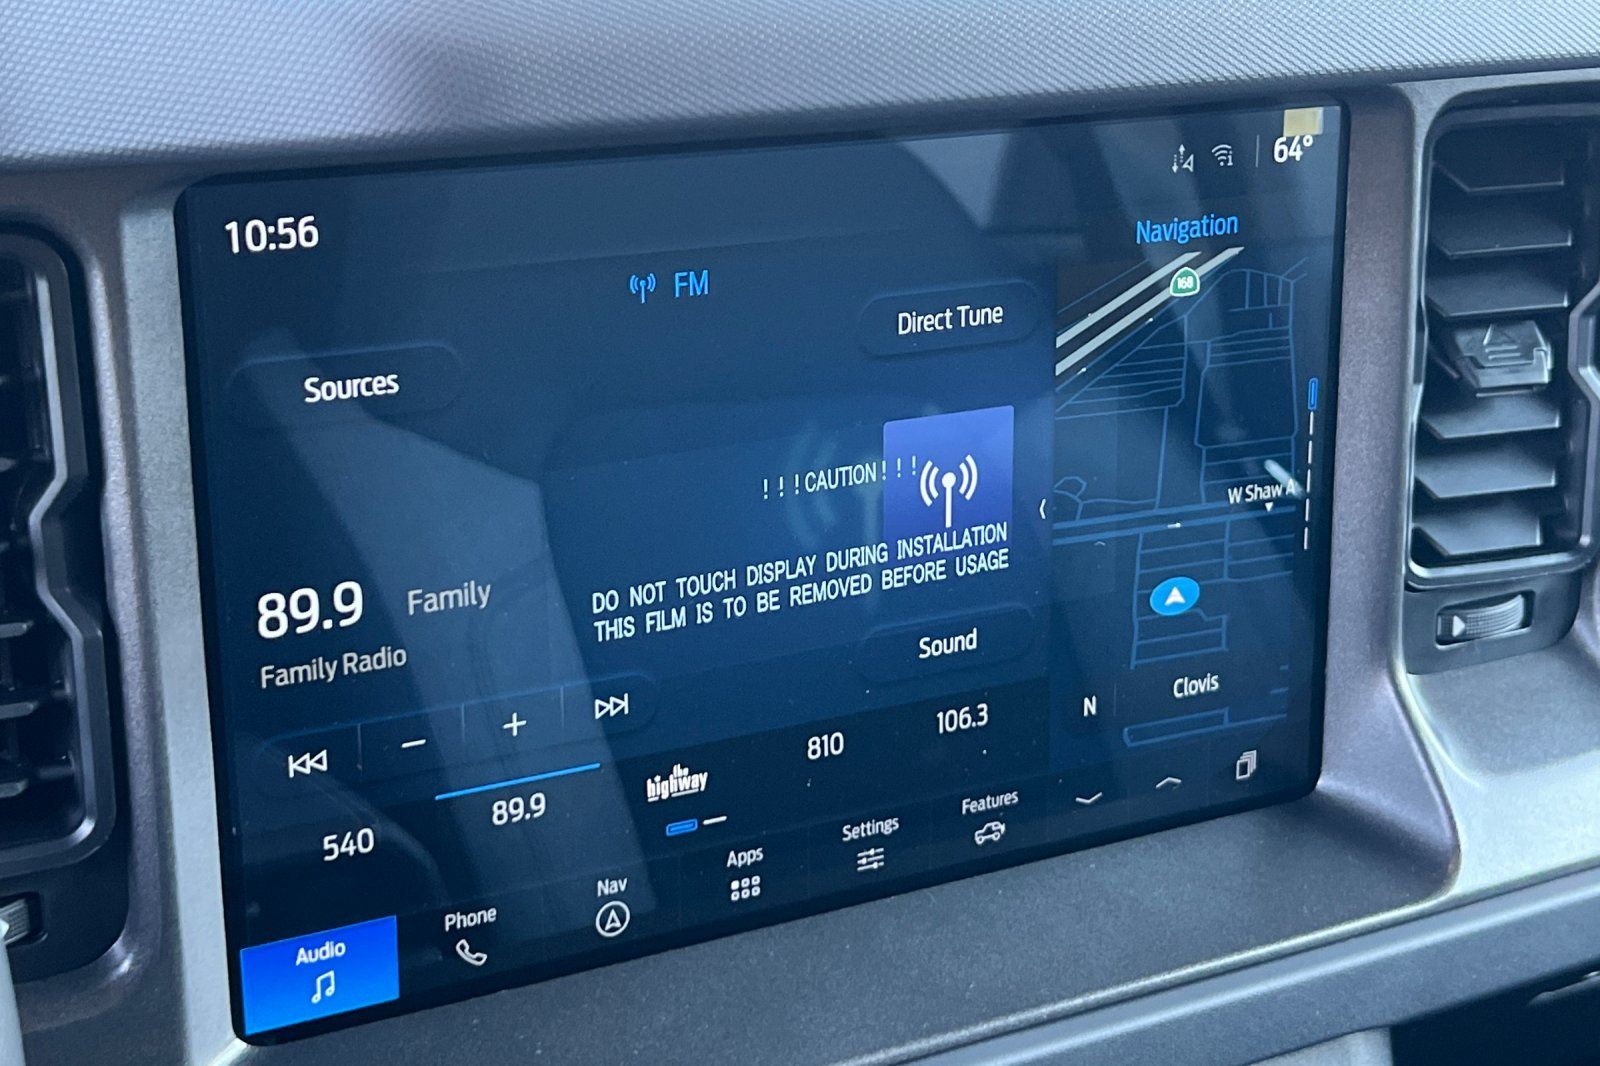 64°
10:56
Navigation
FM
168
Direct Tune
Sources
! ! ! CAUTION ! ! !
W Shaw A
DO NOT TOUCH DISPLAY DURING INSTALLATION
THIS FILM IS TO BE REMOVED BEFORE USAGE
89.9 Family
Family Radio
Sound
Clovis
N
540
89.9
the
highway
810
106.3
Audio
Phone
Nav
Apps
Settings
Features